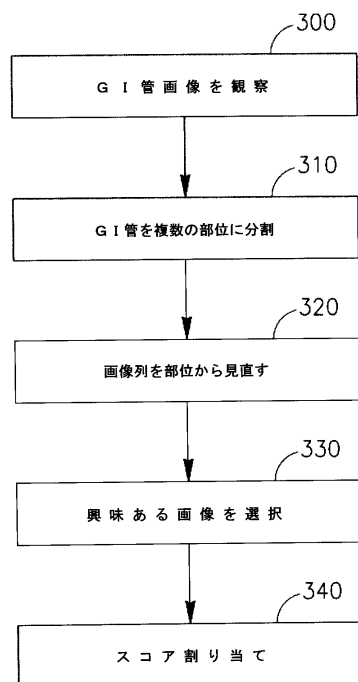 300
GI管画像を観察
310
GI管を複数の部位に分割
320
画像列を部位から見直す
330
興味ある画像を選択
340
スコア割り当て